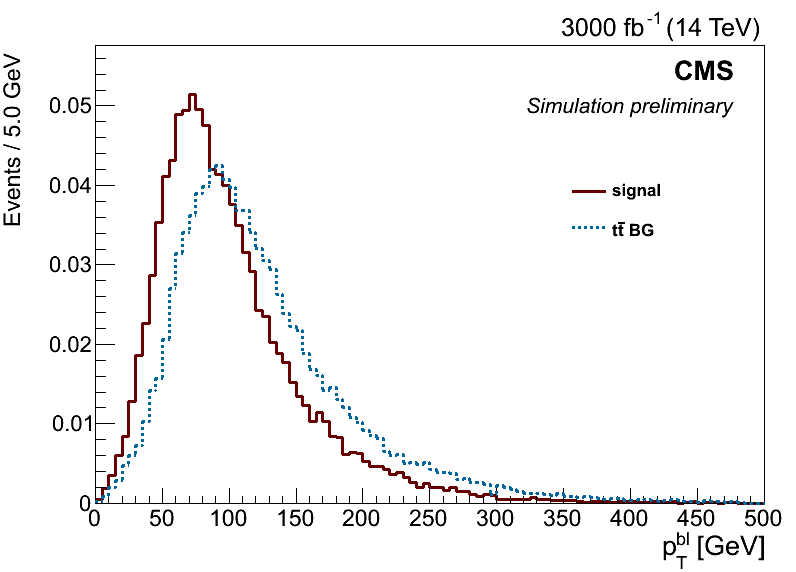 3000 fb⁻¹ (14 TeV)
CMS
Simulation preliminary
Events / 5.0 GeV
0.05
0.04
0.03
0.02
0.01
0
signal
tt̄ BG
0 50 100 150 200 250 300 350 400 450 500
p_T^bl [GeV]